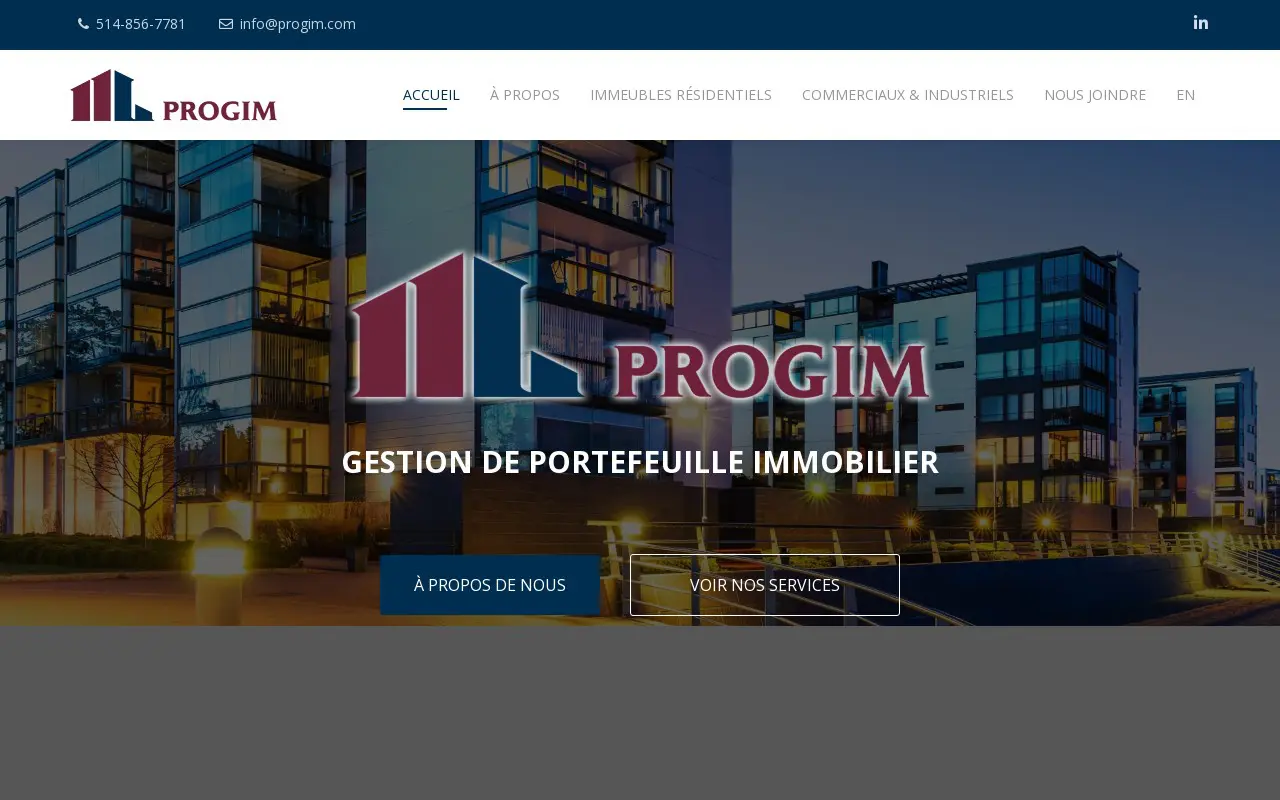 514-856-7781 info@progim.com
PROGIM ACCUEIL À PROPOS IMMEUBLES RÉSIDENTIELS COMMERCIAUX & INDUSTRIELS NOUS JOINDRE EN
PROGIM
GESTION DE PORTEFEUILLE IMMOBILIER
À PROPOS DE NOUS VOIR NOS SERVICES